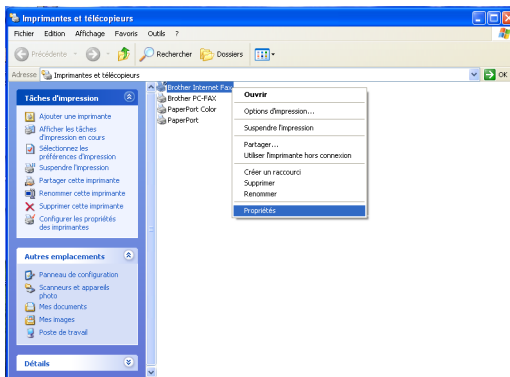 Imprimantes et télécopieurs
Fichier Edition Affichage Favoris Outils ?
Précédente Rechercher Dossiers
Adresse Imprimantes et télécopieurs OK
Tâches d'impression
Ajouter une imprimante
Afficher les tâches
d'impression en cours
Sélectionnez les
préférences d'impression
Suspendre l'impression
Partager cette imprimante
Renommer cette imprimante
Supprimer cette imprimante
Configurer les propriétés
des imprimantes
Autres emplacements
Panneau de configuration
Scanneurs et appareils
photo
Mes documents
Mes images
Poste de travail
Détails
Brother Internet Fax
Brother PC-FAX
PaperPort Color
PaperPort
Ouvrir
Options d'impression...
Suspendre l'impression
Partager...
Utiliser l'imprimante hors connexion
Créer un raccourci
Supprimer
Renommer
Propriétés